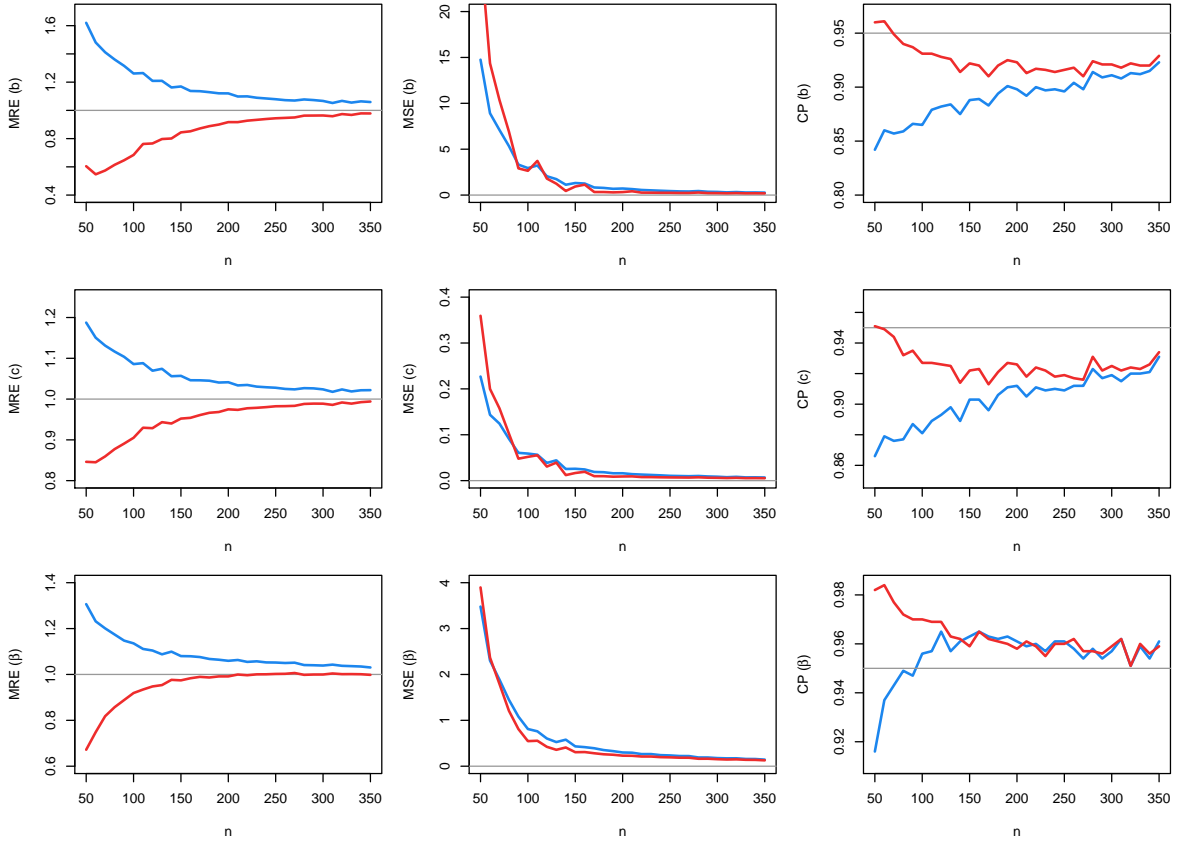 MRE (b)
0.4 0.8 1.2 1.6
50 100 150 200 250 300 350
n
MSE (b)
0 5 10 15 20
50 100 150 200 250 300 350
n
CP (b)
0.80 0.85 0.90 0.95
50 100 150 200 250 300 350
n
MRE (c)
0.8 0.9 1.0 1.1 1.2
50 100 150 200 250 300 350
n
MSE (c)
0.0 0.1 0.2 0.3 0.4
50 100 150 200 250 300 350
n
CP (c)
0.86 0.90 0.94
50 100 150 200 250 300 350
n
MRE (β)
0.6 0.8 1.0 1.2 1.4
50 100 150 200 250 300 350
n
MSE (β)
0 1 2 3 4
50 100 150 200 250 300 350
n
CP (β)
0.92 0.94 0.96 0.98
50 100 150 200 250 300 350
n